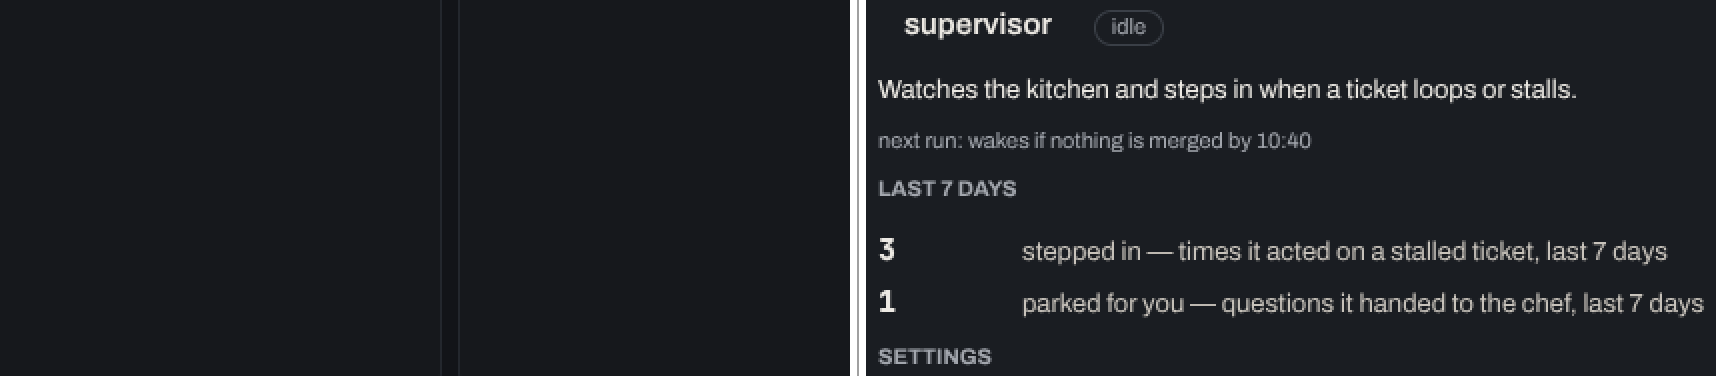 supervisor idle
Watches the kitchen and steps in when a ticket loops or stalls.
next run: wakes if nothing is merged by 10:40
LAST 7 DAYS
3 stepped in — times it acted on a stalled ticket, last 7 days
1 parked for you — questions it handed to the chef, last 7 days
SETTINGS